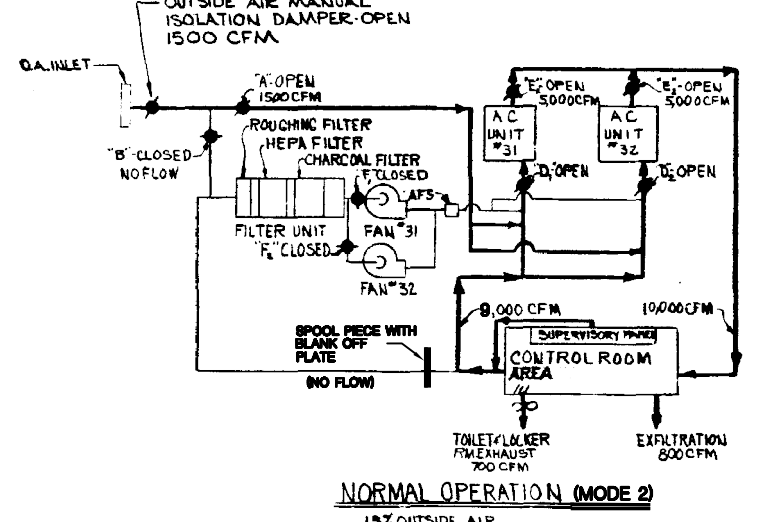 OUTSIDE AIR MANUAL
ISOLATION DAMPER-OPEN
1500 CFM
O.A. INLET
"A"-OPEN
1500 CFM
"E1"-OPEN
5,000 CFM
"E2"-OPEN
5,000 CFM
AC
UNIT
#31
AC
UNIT
#32
"B"-CLOSED
NO FLOW
ROUGHING FILTER
HEPA FILTER
CHARCOAL FILTER
"F1" CLOSED
AFS
"D1" OPEN
"D2" OPEN
FILTER UNIT
FAN #31
"F2" CLOSED
FAN #32
9,000 CFM
10,000 CFM
SPOOL PIECE WITH
BLANK OFF
PLATE
(NO FLOW)
SUPERVISORY PANEL
CONTROL ROOM
AREA
TOILET & LOCKER
RM EXHAUST
700 CFM
EXFILTRATION
800 CFM
NORMAL OPERATION (MODE 2)
OUTSIDE AIR